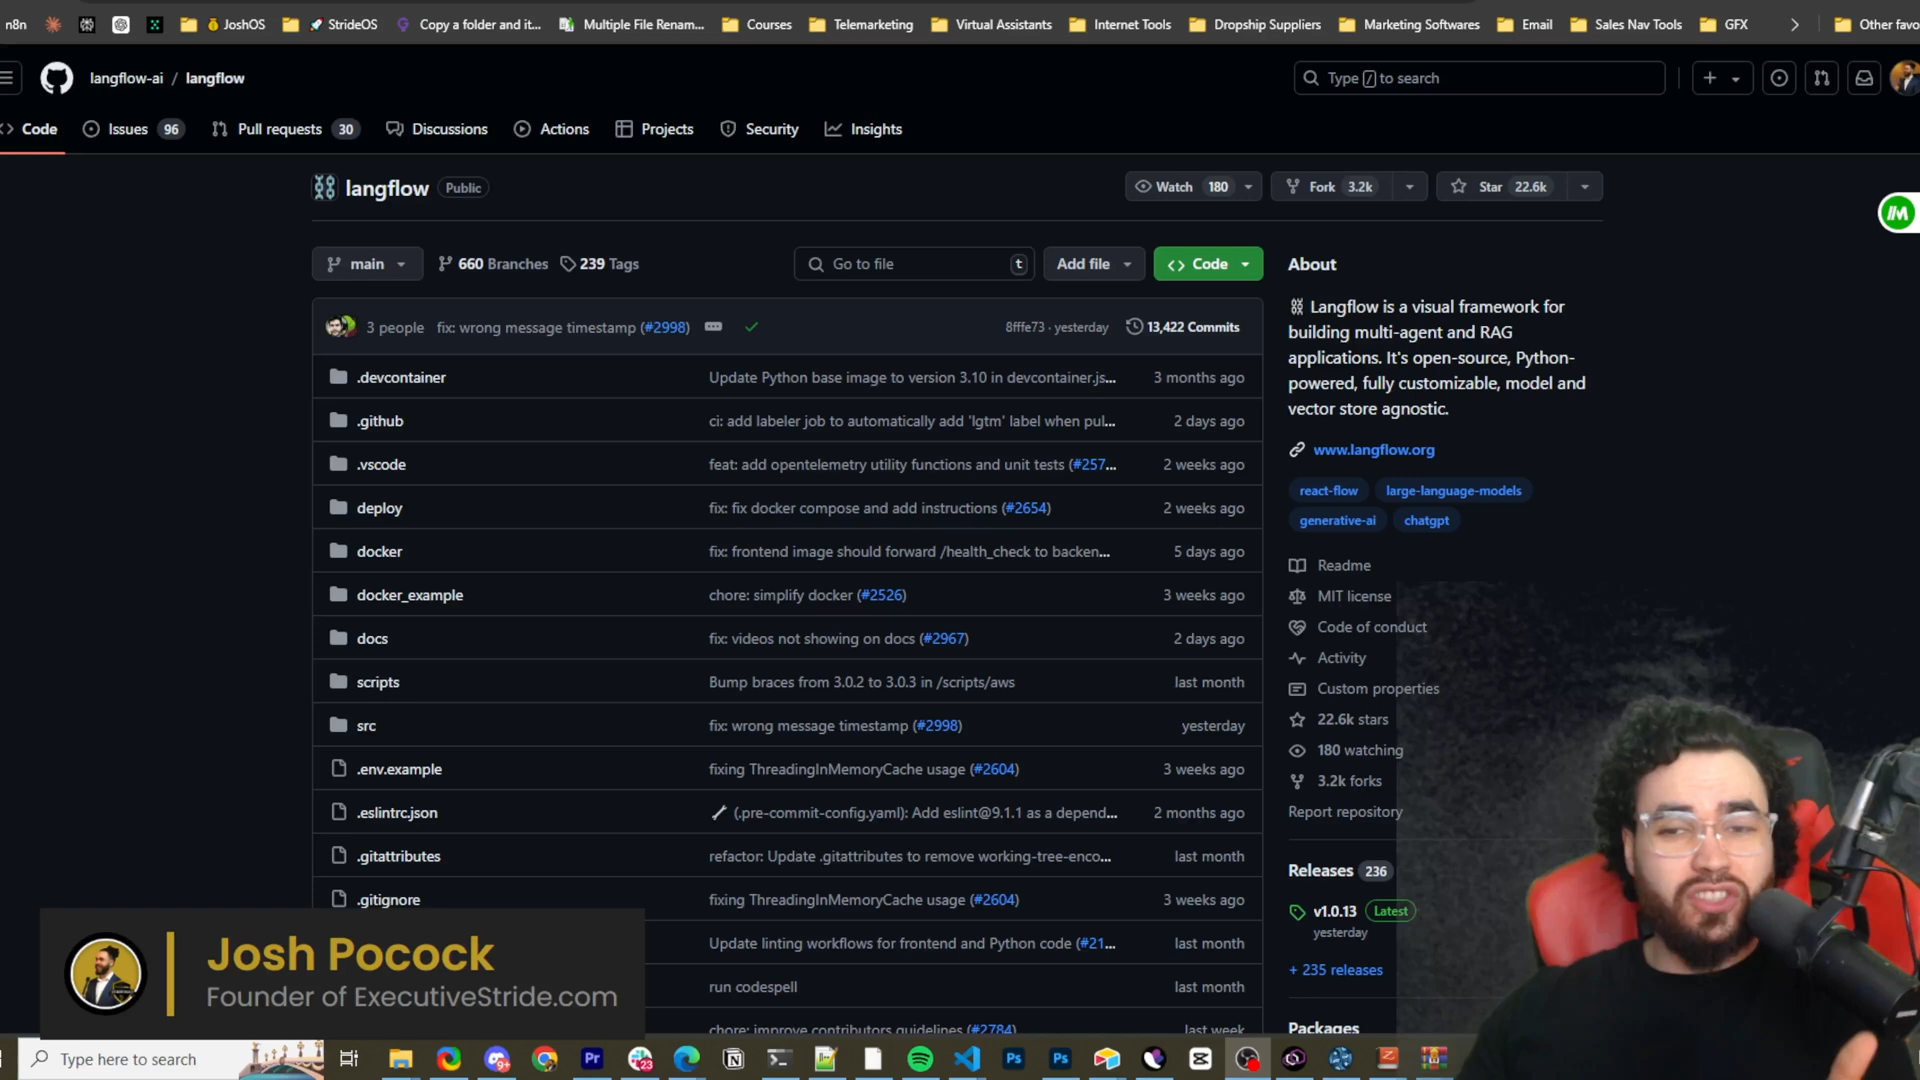 n8n
JoshOS
StrideOS
Copy a folder and it...
Multiple File Renam...
Courses
Telemarketing
Virtual Assistants
Internet Tools
Dropship Suppliers
Marketing Softwares
Email
Sales Nav Tools
GFX
Other favo
langflow-ai / langflow
Type / to search
Code
Issues 96
Pull requests 30
Discussions
Actions
Projects
Security
Insights
langflow Public
Watch 180
Fork 3.2k
Star 22.6k
main
660 Branches
239 Tags
Go to file t
Add file
Code
3 people fix: wrong message timestamp (#2998) 8fffe73 · yesterday 13,422 Commits
.devcontainer Update Python base image to version 3.10 in devcontainer.js... 3 months ago
.github ci: add labeler job to automatically add 'lgtm' label when pul... 2 days ago
.vscode feat: add opentelemetry utility functions and unit tests (#257... 2 weeks ago
deploy fix: fix docker compose and add instructions (#2654) 2 weeks ago
docker fix: frontend image should forward /health_check to backen... 5 days ago
docker_example chore: simplify docker (#2526) 3 weeks ago
docs fix: videos not showing on docs (#2967) 2 days ago
scripts Bump braces from 3.0.2 to 3.0.3 in /scripts/aws last month
src fix: wrong message timestamp (#2998) yesterday
.env.example fixing ThreadingInMemoryCache usage (#2604) 3 weeks ago
.eslintrc.json (.pre-commit-config.yaml): Add eslint@9.1.1 as a depend... 2 months ago
.gitattributes refactor: Update .gitattributes to remove working-tree-enco... last month
.gitignore fixing ThreadingInMemoryCache usage (#2604) 3 weeks ago
Update linting workflows for frontend and Python code (#21... last month
run codespell last month
chore: improve contributors guidelines (#2784) last week
About
Langflow is a visual framework for
building multi-agent and RAG
applications. It's open-source, Python-
powered, fully customizable, model and
vector store agnostic.
www.langflow.org
react-flow large-language-models
generative-ai chatgpt
Readme
MIT license
Code of conduct
Activity
Custom properties
22.6k stars
180 watching
3.2k forks
Report repository
Releases 236
v1.0.13 Latest
yesterday
+ 235 releases
Packages
Josh Pocock
Founder of ExecutiveStride.com
Type here to search
Pr
23
Ps
Ps